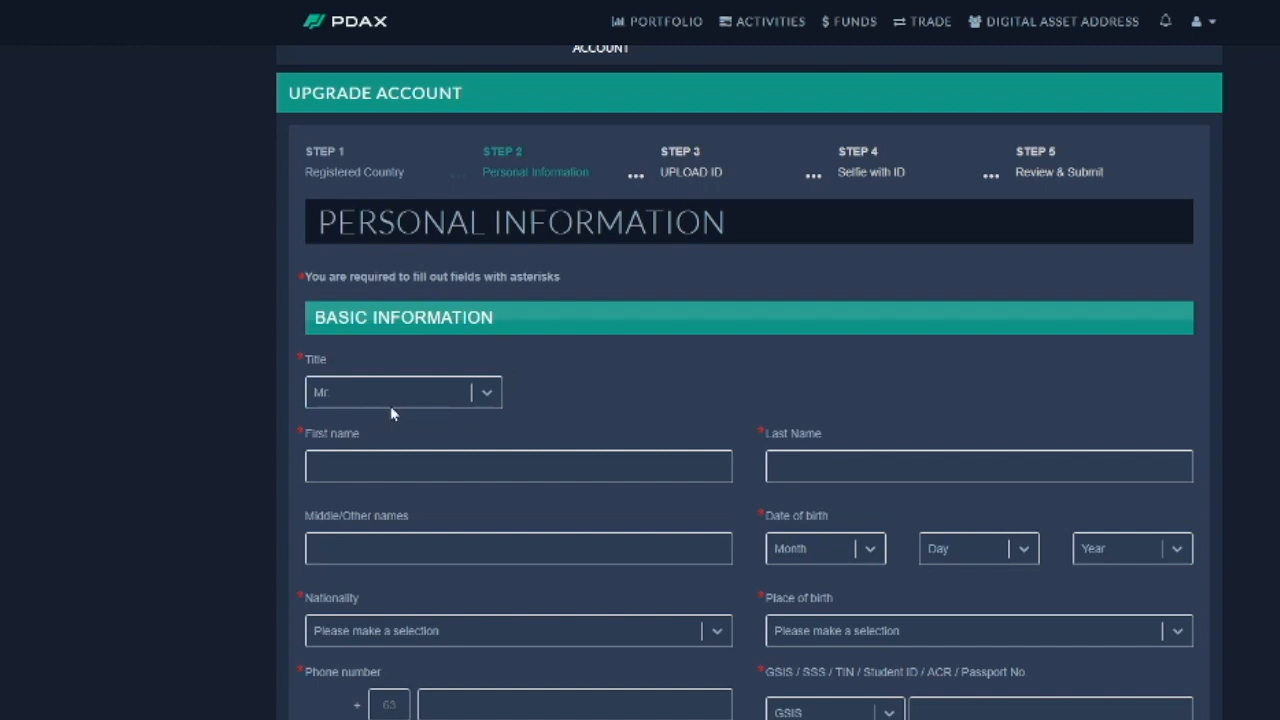 PDAX
PORTFOLIO ACTIVITIES $ FUNDS TRADE DIGITAL ASSET ADDRESS
ACCOUNT
UPGRADE ACCOUNT
STEP 1 STEP 2 STEP 3 STEP 4 STEP 5
Registered Country ... Personal Information ... UPLOAD ID ... Selfie with ID ... Review & Submit
PERSONAL INFORMATION
*You are required to fill out fields with asterisks
BASIC INFORMATION
*Title
Mr.
*First name *Last Name
Middle/Other names *Date of birth
Month Day Year
*Nationality *Place of birth
Please make a selection Please make a selection
*Phone number *GSIS / SSS / TIN / Student ID / ACR / Passport No
+ 63 GSIS